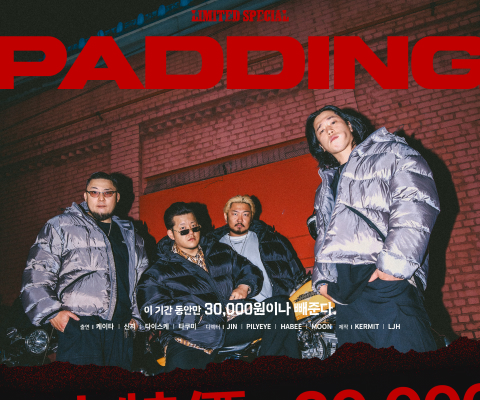 LIMITED SPECIAL
PADDING
이 기간 동안만 30,000원이나 빼준다.
출연 I 케이타 I 신끼 I 타이스케 I 타쿠미 디렉터 I JIN I PILYEYE I HABEE I MOON 제작 I KERMIT I LJH